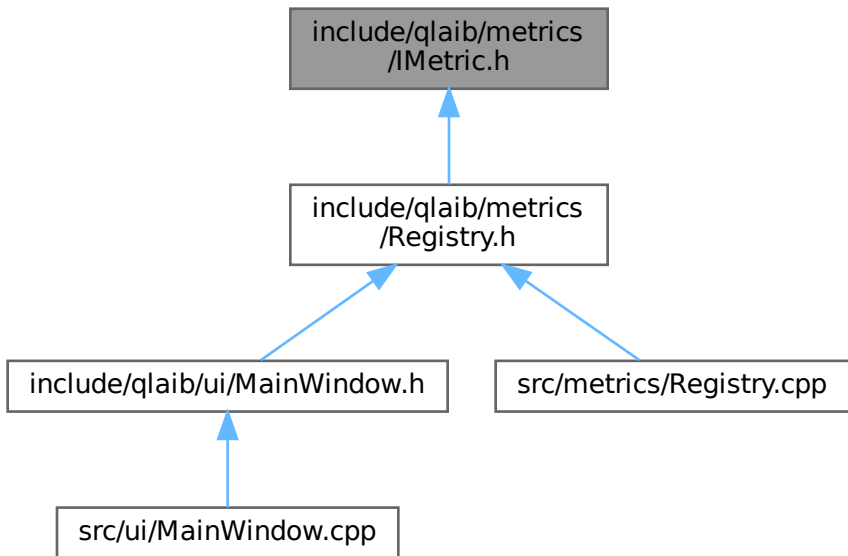 include/qlaib/metrics
/IMetric.h
include/qlaib/metrics
/Registry.h
include/qlaib/ui/MainWindow.h
src/metrics/Registry.cpp
src/ui/MainWindow.cpp